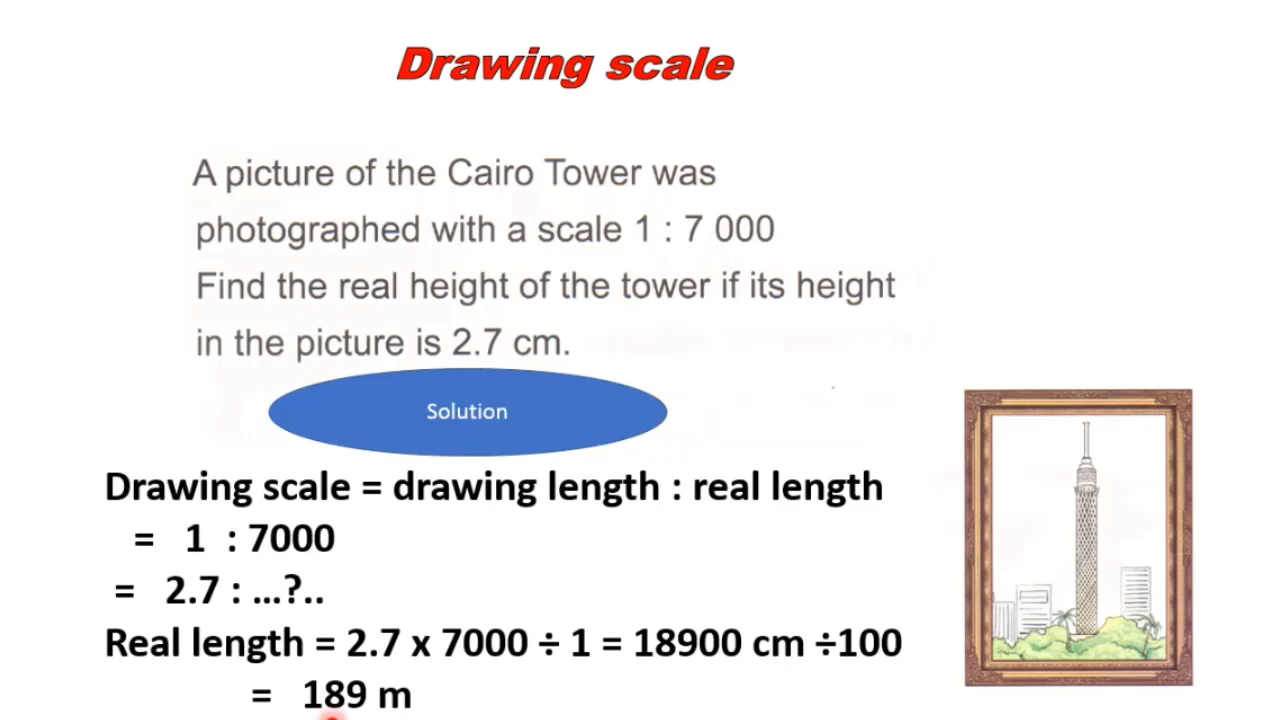 Drawing scale
A picture of the Cairo Tower was
photographed with a scale 1 : 7 000
Find the real height of the tower if its height
in the picture is 2.7 cm.
Solution
Drawing scale = drawing length : real length
= 1 : 7000
= 2.7 : ...?..
Real length = 2.7 x 7000 ÷ 1 = 18900 cm ÷100
= 189 m